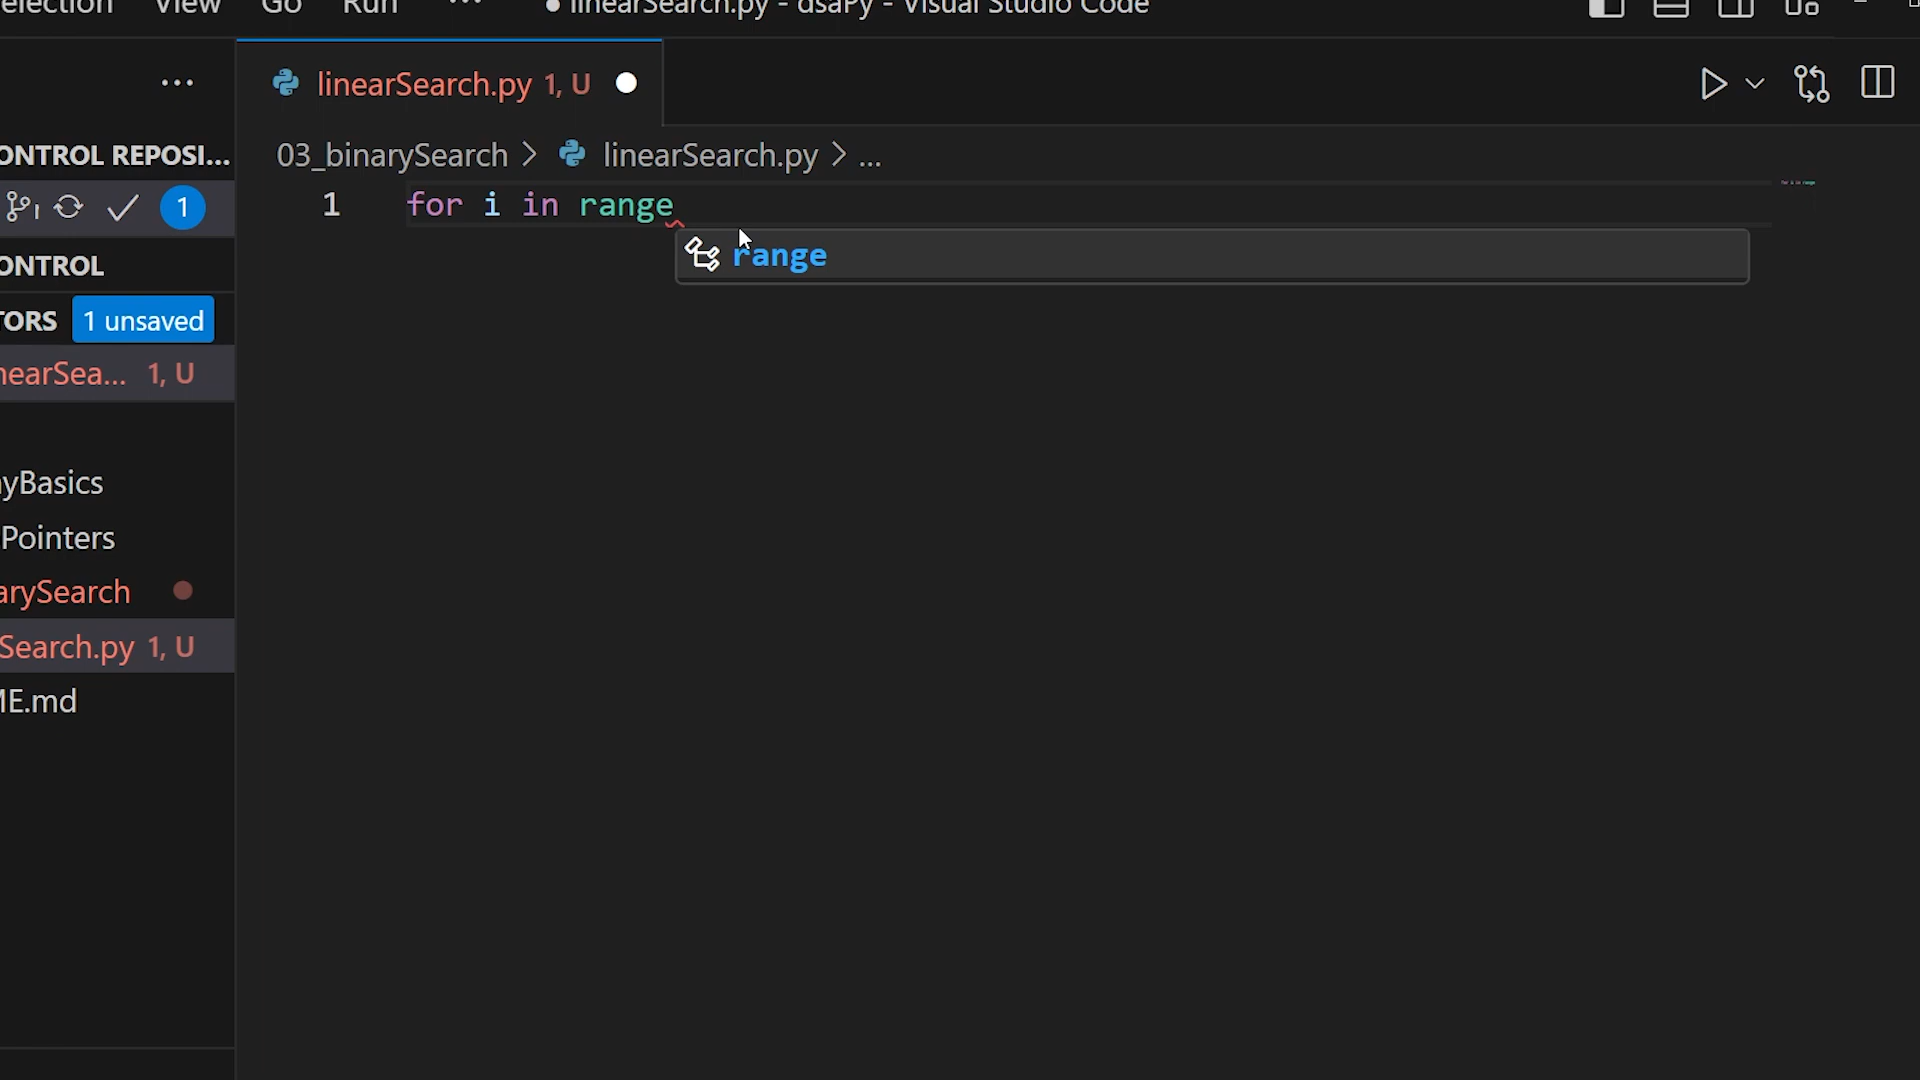 election View Go Run ... ● linearSearch.py - dsaPy - Visual Studio Code
linearSearch.py 1, U
ONTROL REPOSI...
03_binarySearch > linearSearch.py > ...
1
1 for i in range
range
ONTROL
TORS 1 unsaved
nearSea... 1, U
yBasics
Pointers
arySearch
Search.py 1, U
ME.md